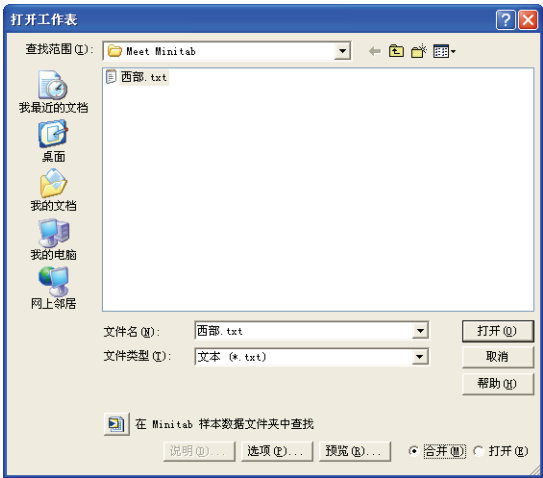 打开工作表
查找范围(I): Meet Minitab
西部.txt
我最近的文档
桌面
我的文档
我的电脑
网上邻居
文件名(N): 西部.txt 打开(O)
文件类型(T): 文本 (*.txt) 取消
帮助(H)
在 Minitab 样本数据文件夹中查找
说明(D)... 选项(P)... 预览(R)... 合并(M) 打开(E)